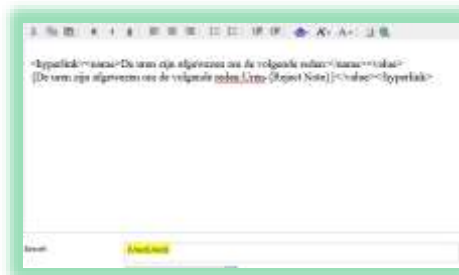 <hyperlink><name>De uren zijn afgewezen om de volgende reden:</name><value>
[De uren zijn afgewezen om de volgende reden Uren-{Reject Note}]</value><hyperlink>